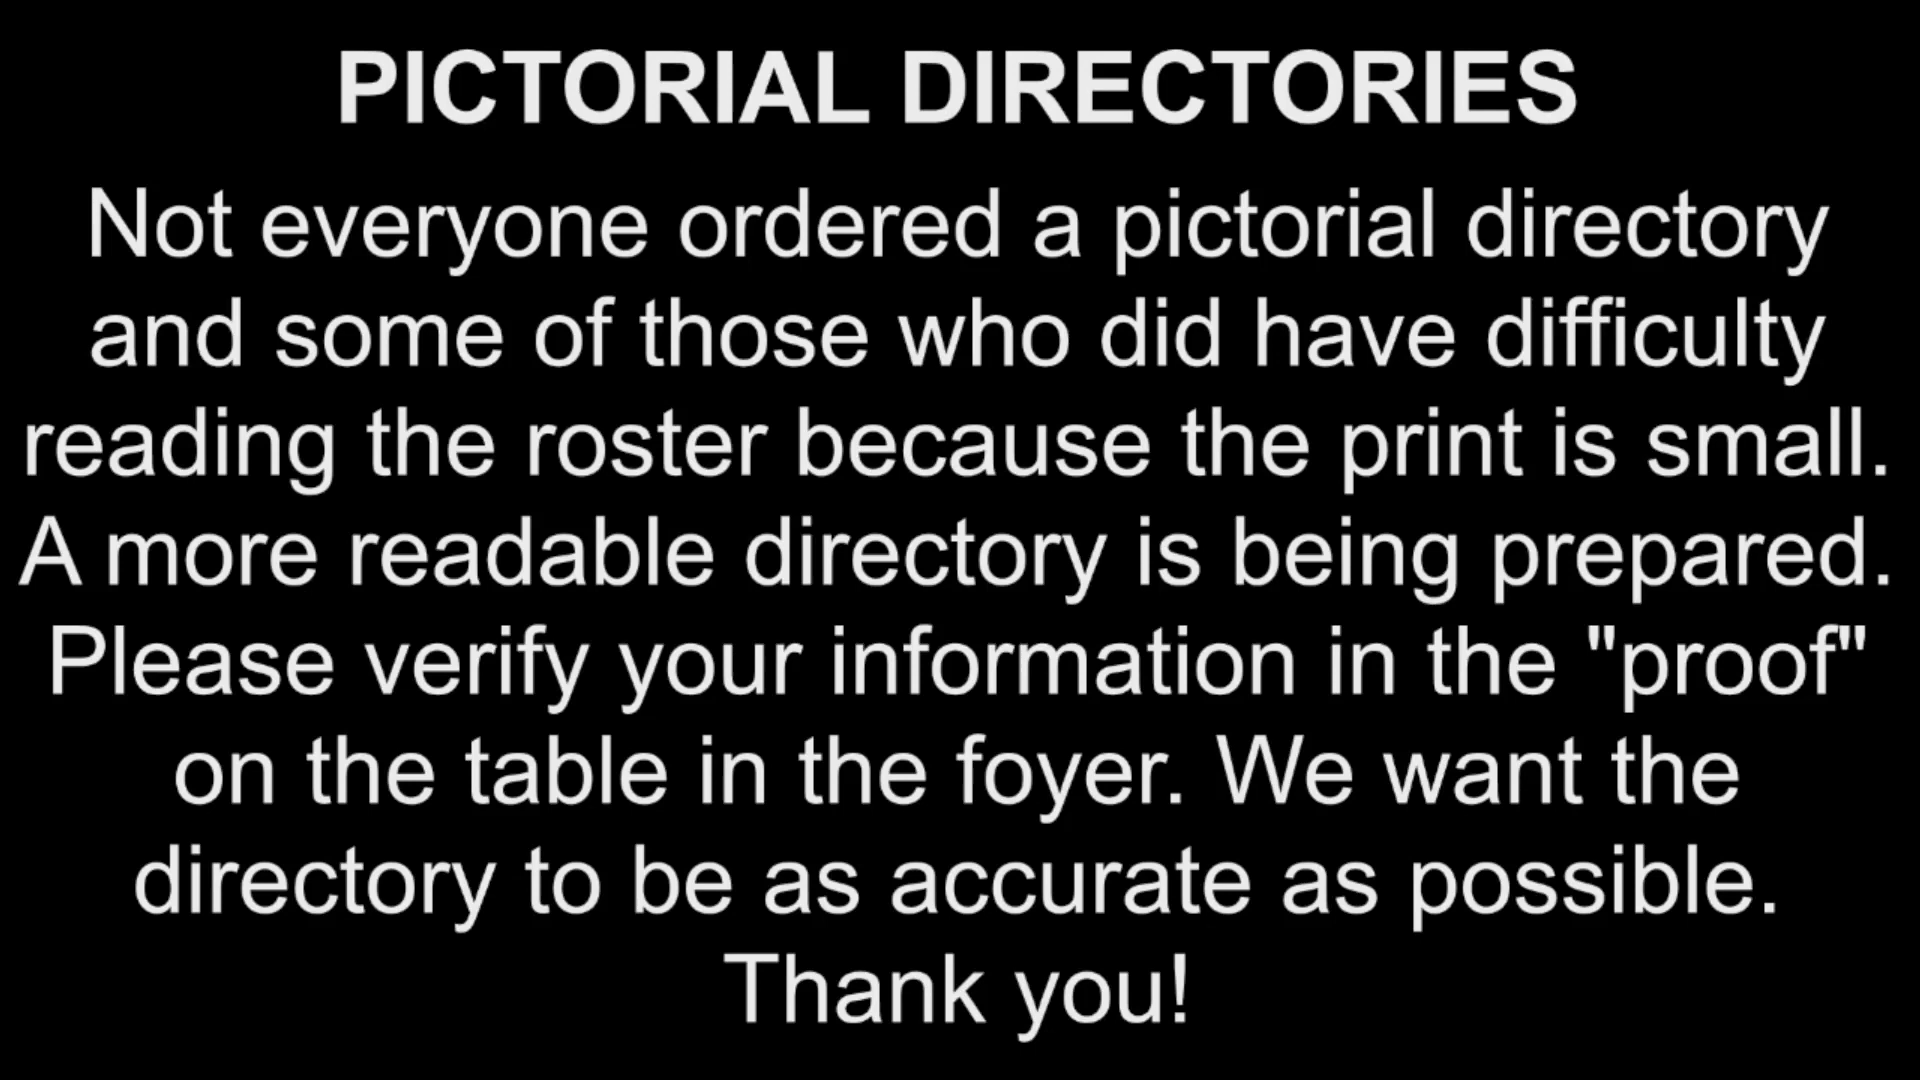 PICTORIAL DIRECTORIES
Not everyone ordered a pictorial directory
and some of those who did have difficulty
reading the roster because the print is small.
A more readable directory is being prepared.
Please verify your information in the "proof"
on the table in the foyer. We want the
directory to be as accurate as possible.
Thank you!